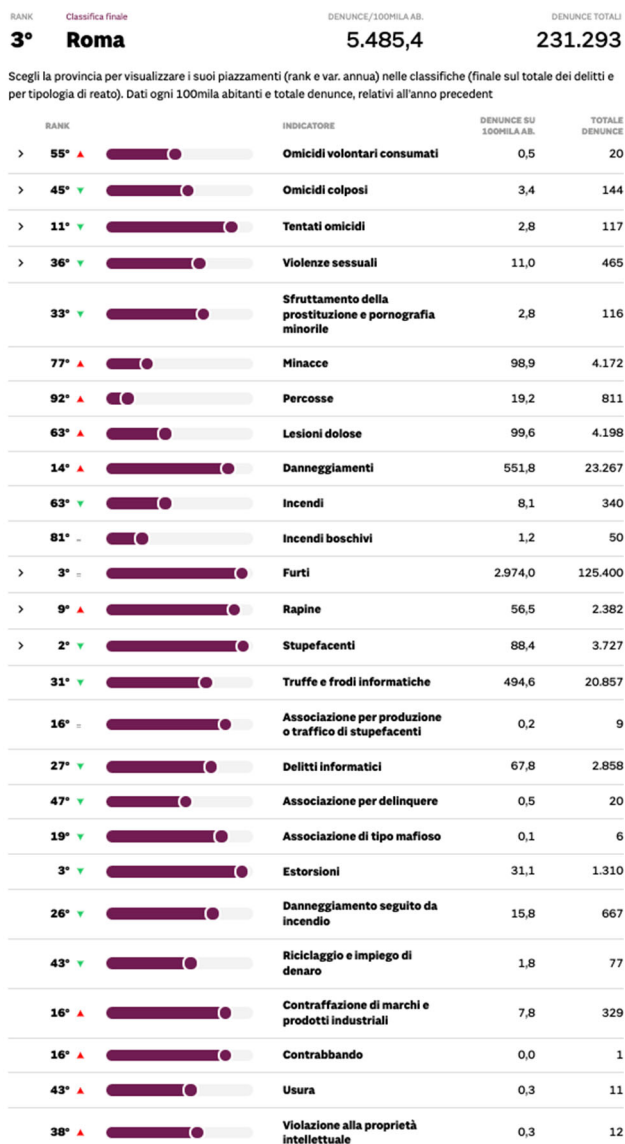 RANK Classifica finale DENUNCE/100MILA AB. DENUNCE TOTALI
3° Roma 5.485,4 231.293
Scegli la provincia per visualizzare i suoi piazzamenti (rank e var. annua) nelle classifiche (finale sul totale dei delitti e
per tipologia di reato). Dati ogni 100mila abitanti e totale denunce, relativi all'anno precedent
RANK INDICATORE DENUNCE SU TOTALE
100MILA AB. DENUNCE
55° Omicidi volontari consumati 0,5 20
45° Omicidi colposi 3,4 144
11° Tentati omicidi 2,8 117
36° Violenze sessuali 11,0 465
Sfruttamento della
33° prostituzione e pornografia 2,8 116
minorile
77° Minacce 98,9 4.172
92° Percosse 19,2 811
63° Lesioni dolose 99,6 4.198
14° Danneggiamenti 551,8 23.267
63° Incendi 8,1 340
81° Incendi boschivi 1,2 50
3° = Furti 2.974,0 125.400
9° Rapine 56,5 2.382
2° Stupefacenti 88,4 3.727
31° Truffe e frodi informatiche 494,6 20.857
Associazione per produzione
16° = 0,2 9
o traffico di stupefacenti
27° Delitti informatici 67,8 2.858
47° Associazione per delinquere 0,5 20
19° Associazione di tipo mafioso 0,1 6
3° Estorsioni 31,1 1.310
Danneggiamento seguito da
26° 15,8 667
incendio
Riciclaggio e impiego di
43° 1,8 77
denaro
Contraffazione di marchi e
16° 7,8 329
prodotti industriali
16° Contrabbando 0,0 1
43° Usura 0,3 11
Violazione alla proprietà
38° 0,3 12
intellettuale